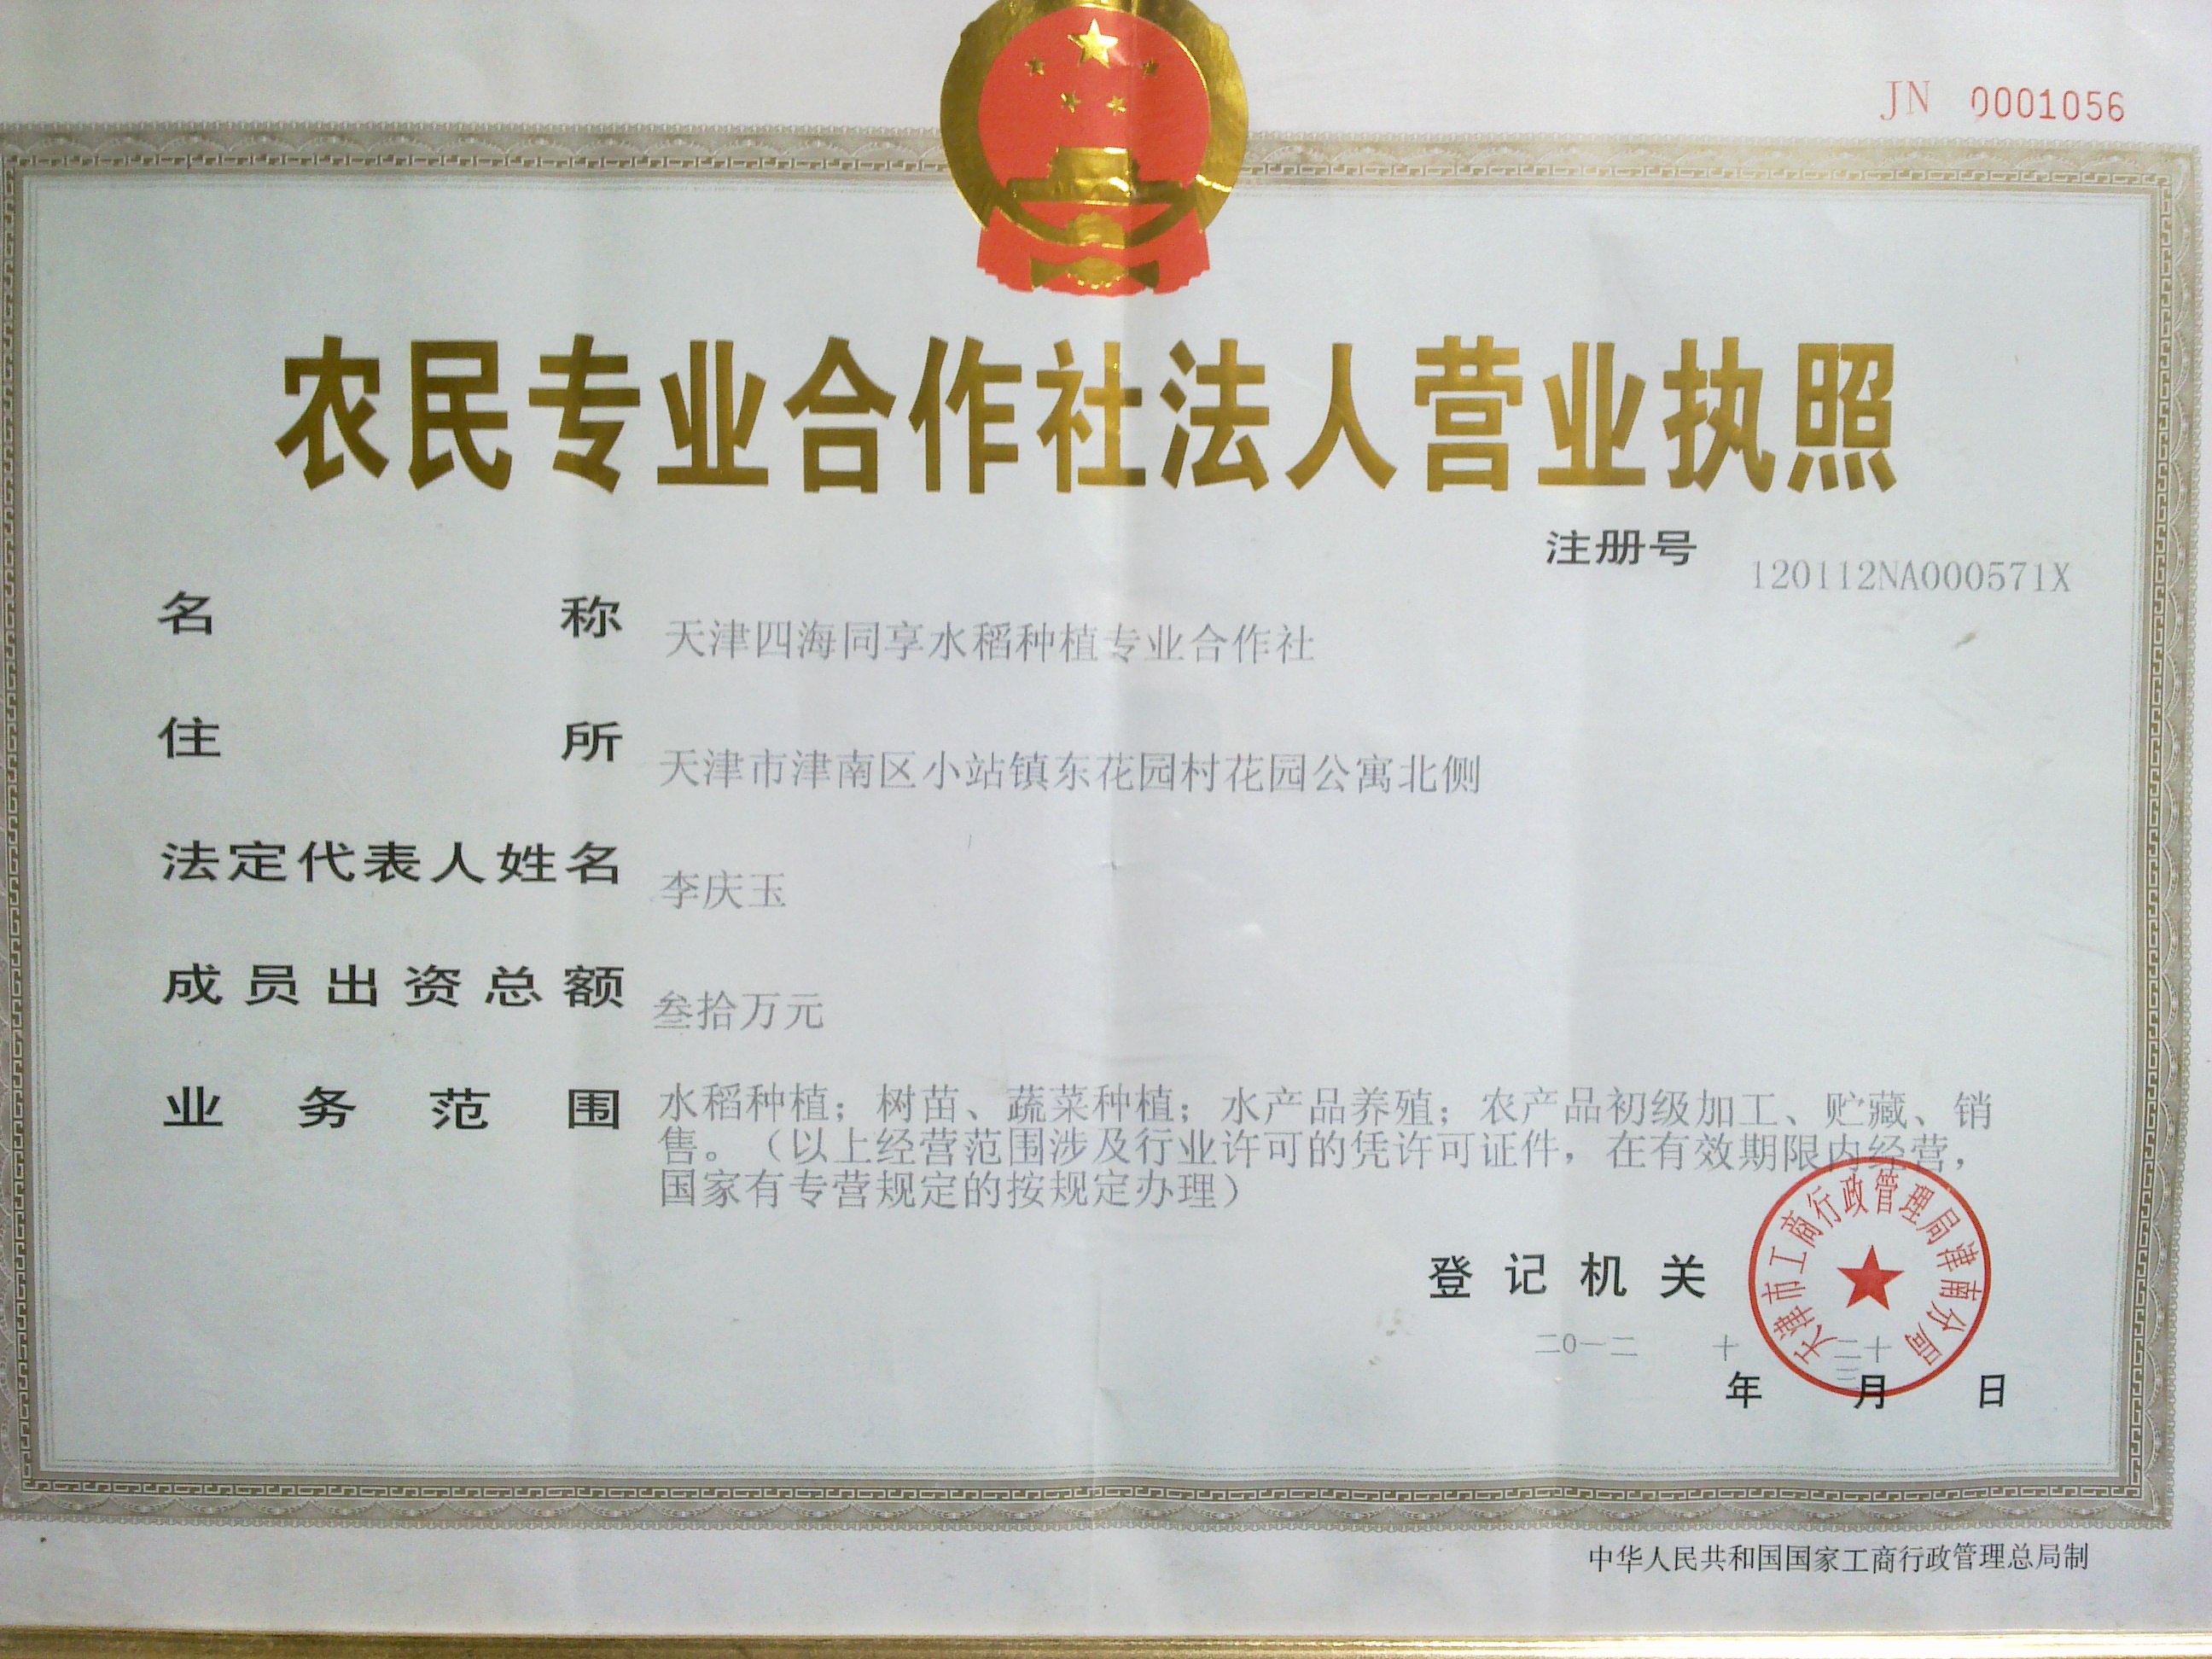 JN 0001056
农民专业合作社法人营业执照
注册号 120112NA000571X
名称 天津四海同享水稻种植专业合作社
住所 天津市津南区小站镇东花园村花园公寓北侧
法定代表人姓名 李庆玉
成员出资总额 叁拾万元
业务范围 水稻种植；树苗、蔬菜种植；水产品养殖；农产品初级加工、贮藏、销
售。（以上经营范围涉及行业许可的凭许可证件，在有效期限内经营，
国家有专营规定的按规定办理）
登记机关
天津市工商行政管理局津南分局
二〇一二 十 二十
年 月 日
中华人民共和国国家工商行政管理总局制